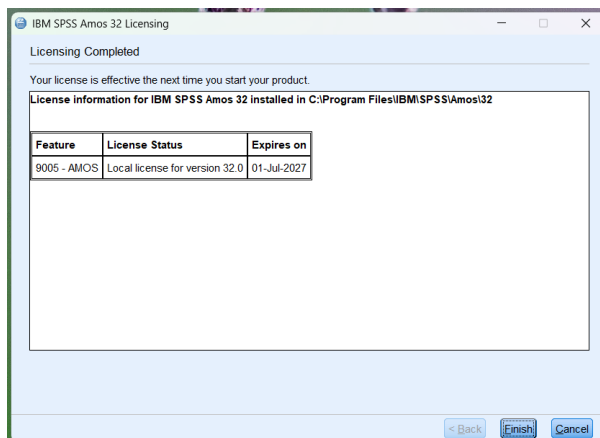 IBM SPSS Amos 32 Licensing
Licensing Completed
Your license is effective the next time you start your product.
License information for IBM SPSS Amos 32 installed in C:\Program Files\IBM\SPSS\Amos\32
Feature License Status Expires on
9005 - AMOS Local license for version 32.0 01-Jul-2027
< Back Finish Cancel